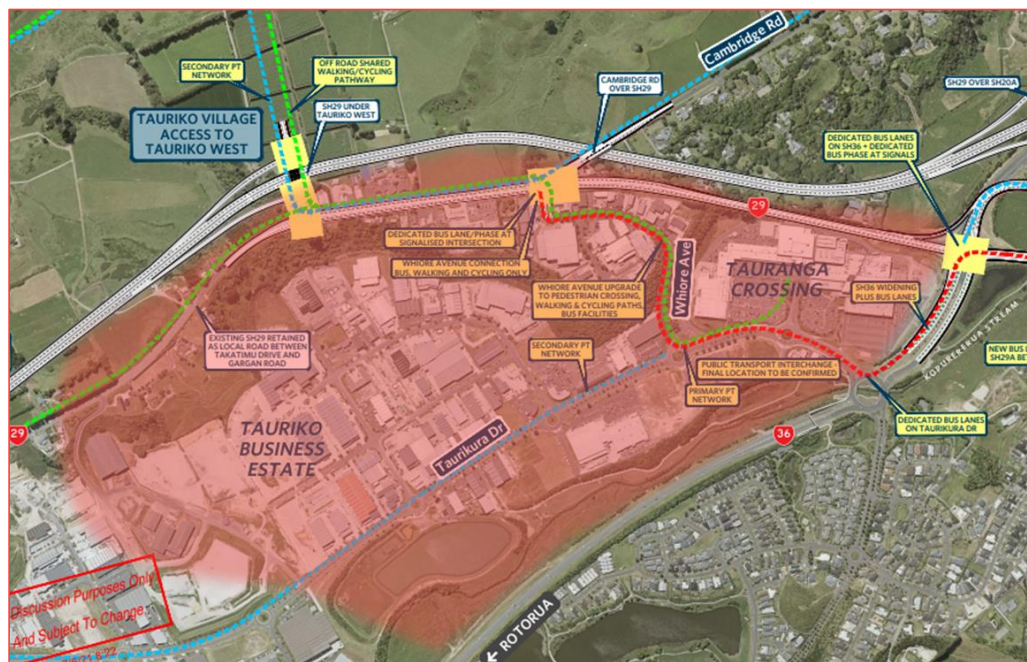 Cambridge Rd
SECONDARY PT
NETWORK
OFF ROAD SHARED
WALKING/CYCLING
PATHWAY
CAMBRIDGE RD
OVER SH29
SH29 OVER SH20A
TAURIKO VILLAGE
ACCESS TO
TAURIKO WEST
SH29 UNDER
TAURIKO WEST
DEDICATED BUS LANES
ON SH36 + DEDICATED
BUS PHASE AT SIGNALS
29
DEDICATED BUS LANE/PHASE AT
SIGNALISED INTERSECTION
WHIORE AVENUE CONNECTION
BUS, WALKING AND CYCLING ONLY
WHIORE AVENUE UPGRADE
TO PEDESTRIAN CROSSING,
WALKING & CYCLING PATHS,
BUS FACILITIES
Whiore Ave
TAURANGA
CROSSING
SH36 WIDENING
PLUS BUS LANES
EXISTING SH29 RETAINED
AS LOCAL ROAD BETWEEN
TAKATIMU DRIVE AND
GARGAN ROAD
SECONDARY PT
NETWORK
PUBLIC TRANSPORT INTERCHANGE -
FINAL LOCATION TO BE CONFIRMED
PRIMARY PT
NETWORK
KOPURERERUA STREAM
NEW BUS
SH29A BET
DEDICATED BUS LANES
ON TAURIKURA DR
29
TAURIKO
BUSINESS
ESTATE
Taurikura Dr
36
Discussion Purposes Only
And Subject To Change
← ROTORUA